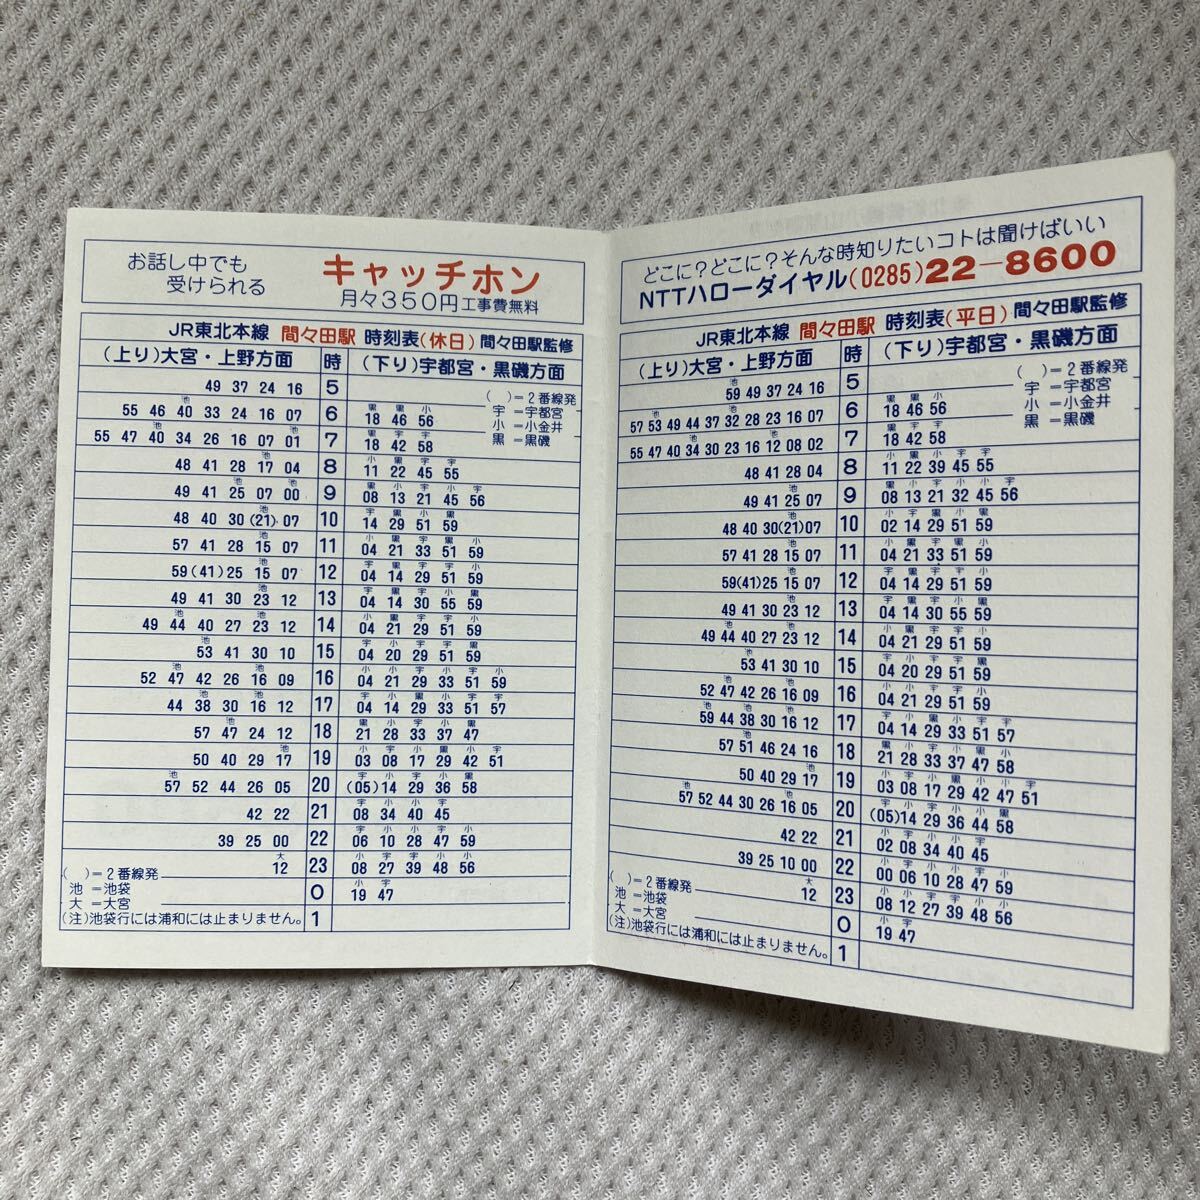 お話し中でも
受けられる
キャッチホン
月々350円工事費無料
JR東北本線 間々田駅 時刻表(休日) 間々田駅監修
(上り)大宮・上野方面 時 (下り)宇都宮・黒磯方面
49 37 24 16 5
55 46 40 33 24 16 07 6 18 46 56
55 47 40 34 26 16 07 01 7 18 42 58
48 41 28 17 04 8 11 22 45 55
49 41 25 07 00 9 08 13 21 45 56
48 40 30 (21) 07 10 14 29 51 59
57 41 28 15 07 11 04 21 33 51 59
59 (41) 25 15 07 12 04 14 29 51 59
49 41 30 23 12 13 04 14 30 55 59
49 44 40 27 23 12 14 04 21 29 51 59
53 41 30 10 15 04 20 29 51 59
52 47 42 26 16 09 16 04 21 29 33 51 59
44 38 30 16 12 17 04 14 29 33 51 57
57 47 24 12 18 21 28 33 37 47
50 40 29 17 19 03 08 17 29 42 51
57 52 44 26 05 20 (05) 14 29 36 58
42 22 21 08 34 40 45
39 25 00 22 06 10 28 47 59
12 23 08 27 39 48 56
0 19 47
1
( )=2番線発
宇 =宇都宮
小 =小金井
黒 =黒磯
( )=2番線発
池 =池袋
大 =大宮
(注)池袋行には浦和には止まりません。
どこに?どこに?そんな時知りたいコトは聞けばいい
NTTハローダイヤル(0285)22-8600
JR東北本線 間々田駅 時刻表(平日) 間々田駅監修
(上り)大宮・上野方面 時 (下り)宇都宮・黒磯方面
59 49 37 24 16 5
57 53 49 44 37 32 28 23 16 07 6 18 46 56
55 47 40 34 30 23 16 12 08 02 7 18 42 58
48 41 28 04 8 11 22 39 45 55
49 41 25 07 9 08 13 21 32 45 56
48 40 30 (21) 07 10 02 14 29 51 59
57 41 28 15 07 11 04 21 33 51 59
59 (41) 25 15 07 12 04 14 29 51 59
49 41 30 23 12 13 04 14 30 55 59
49 44 40 27 23 12 14 04 21 29 51 59
53 41 30 10 15 04 20 29 51 59
52 47 42 26 16 09 16 04 21 29 51 59
59 44 38 30 16 12 17 04 14 29 33 51 57
57 51 46 24 16 18 21 28 33 37 47 58
50 40 29 17 19 03 08 17 29 42 47 51
57 52 44 30 26 16 05 20 (05) 14 29 36 44 58
42 22 21 02 08 34 40 45
39 25 10 00 22 00 06 10 28 47 59
12 23 08 12 27 39 48 56
0 19 47
1
( )=2番線発
宇 =宇都宮
小 =小金井
黒 =黒磯
( )=2番線発
池 =池袋
大 =大宮
(注)池袋行には浦和には止まりません。